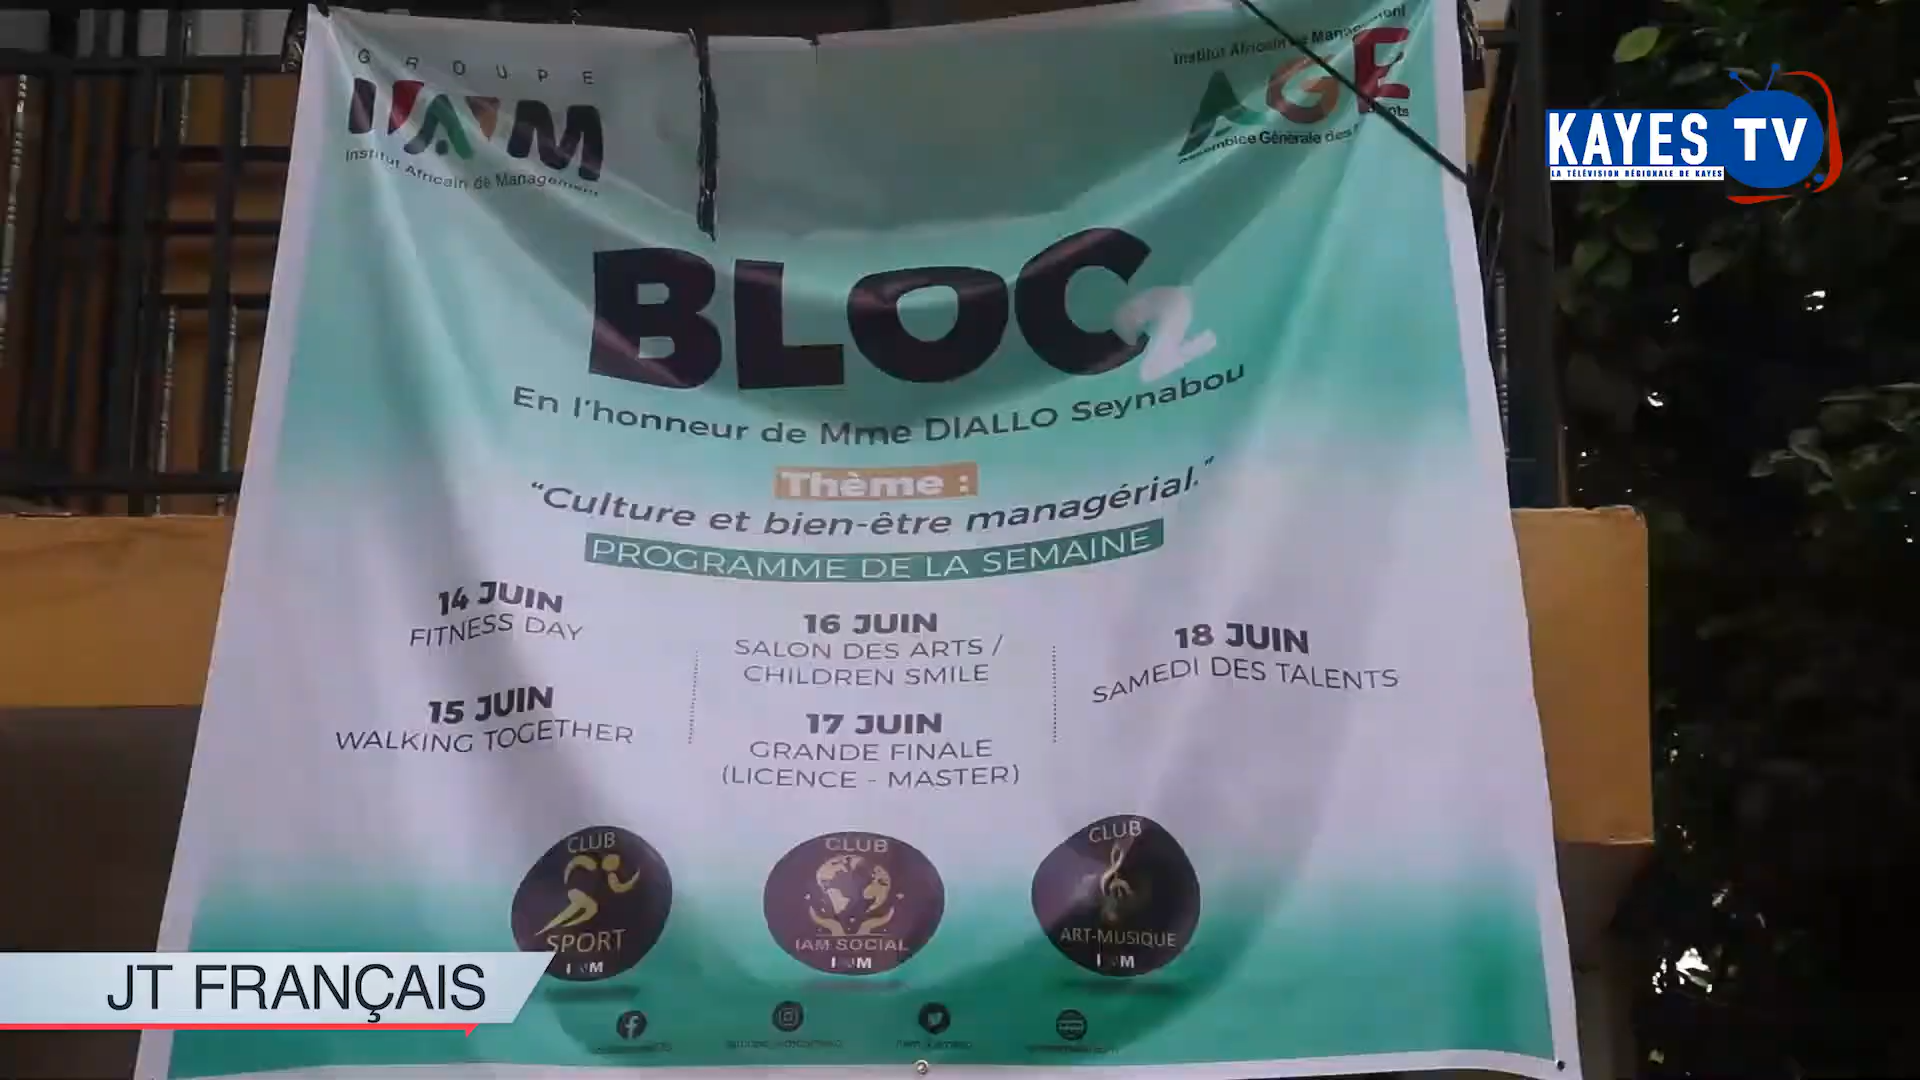 GROUPE
IAM
Institut Africain de Management
Institut Africain de Management
AGE
Assemblée Générale des
KAYES TV
LA TÉLÉVISION RÉGIONALE DE KAYES
BLOC2
En l'honneur de Mme DIALLO Seynabou
Thème :
"Culture et bien-être managérial."
PROGRAMME DE LA SEMAINE
14 JUIN
FITNESS DAY
15 JUIN
WALKING TOGETHER
16 JUIN
SALON DES ARTS /
CHILDREN SMILE
17 JUIN
GRANDE FINALE
(LICENCE - MASTER)
18 JUIN
SAMEDI DES TALENTS
CLUB
SPORT
IAM
CLUB
IAM SOCIAL
IAM
CLUB
ART-MUSIQUE
IAM
JT FRANÇAIS